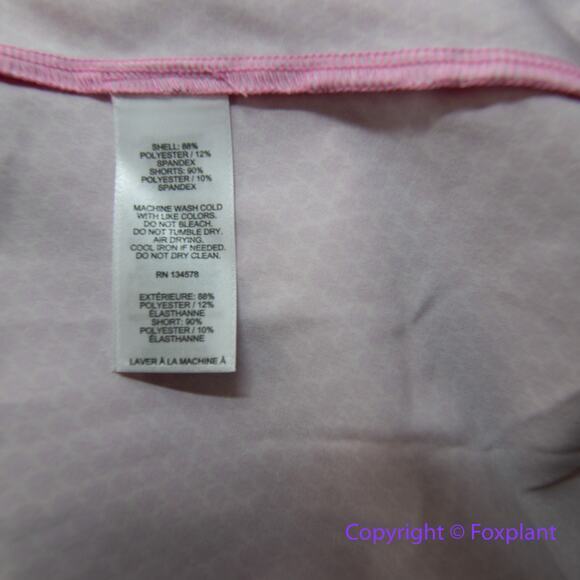 SHELL: 88%
POLYESTER / 12%
SPANDEX
SHORTS: 90%
POLYESTER / 10%
SPANDEX
MACHINE WASH COLD
WITH LIKE COLORS.
DO NOT BLEACH.
DO NOT TUMBLE DRY.
AIR DRYING.
COOL IRON IF NEEDED.
DO NOT DRY CLEAN.
RN 134578
EXTÉRIEURE: 88%
POLYESTER / 12%
ÉLASTHANNE
SHORT: 90%
POLYESTER / 10%
ÉLASTHANNE
LAVER À LA MACHINE À
Copyright © Foxplant